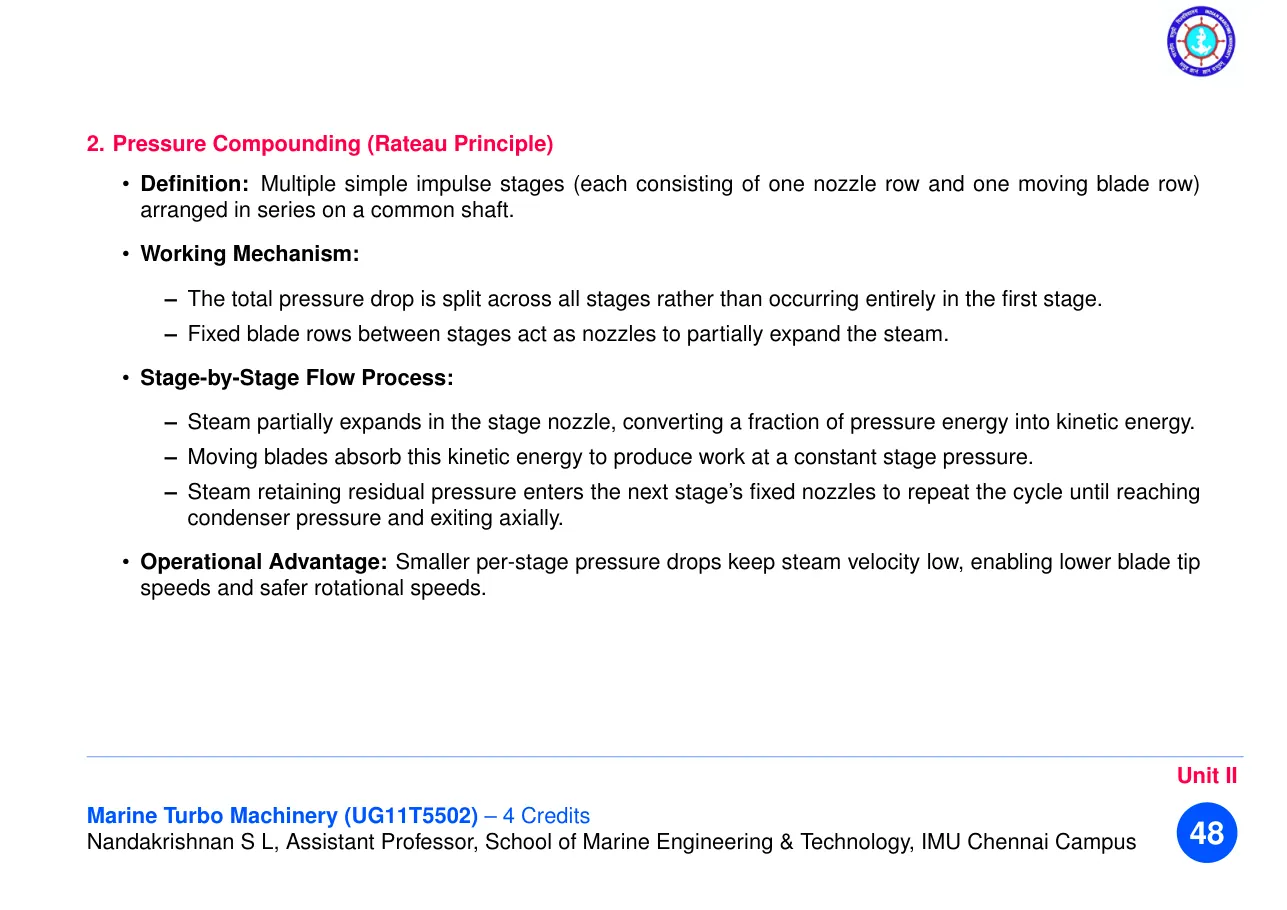 2. Pressure Compounding (Rateau Principle)
• Definition: Multiple simple impulse stages (each consisting of one nozzle row and one moving blade row)
arranged in series on a common shaft.
• Working Mechanism:
– The total pressure drop is split across all stages rather than occurring entirely in the first stage.
– Fixed blade rows between stages act as nozzles to partially expand the steam.
• Stage-by-Stage Flow Process:
– Steam partially expands in the stage nozzle, converting a fraction of pressure energy into kinetic energy.
– Moving blades absorb this kinetic energy to produce work at a constant stage pressure.
– Steam retaining residual pressure enters the next stage’s fixed nozzles to repeat the cycle until reaching
condenser pressure and exiting axially.
• Operational Advantage: Smaller per-stage pressure drops keep steam velocity low, enabling lower blade tip
speeds and safer rotational speeds.
Unit II
Marine Turbo Machinery (UG11T5502) – 4 Credits
Nandakrishnan S L, Assistant Professor, School of Marine Engineering & Technology, IMU Chennai Campus
48